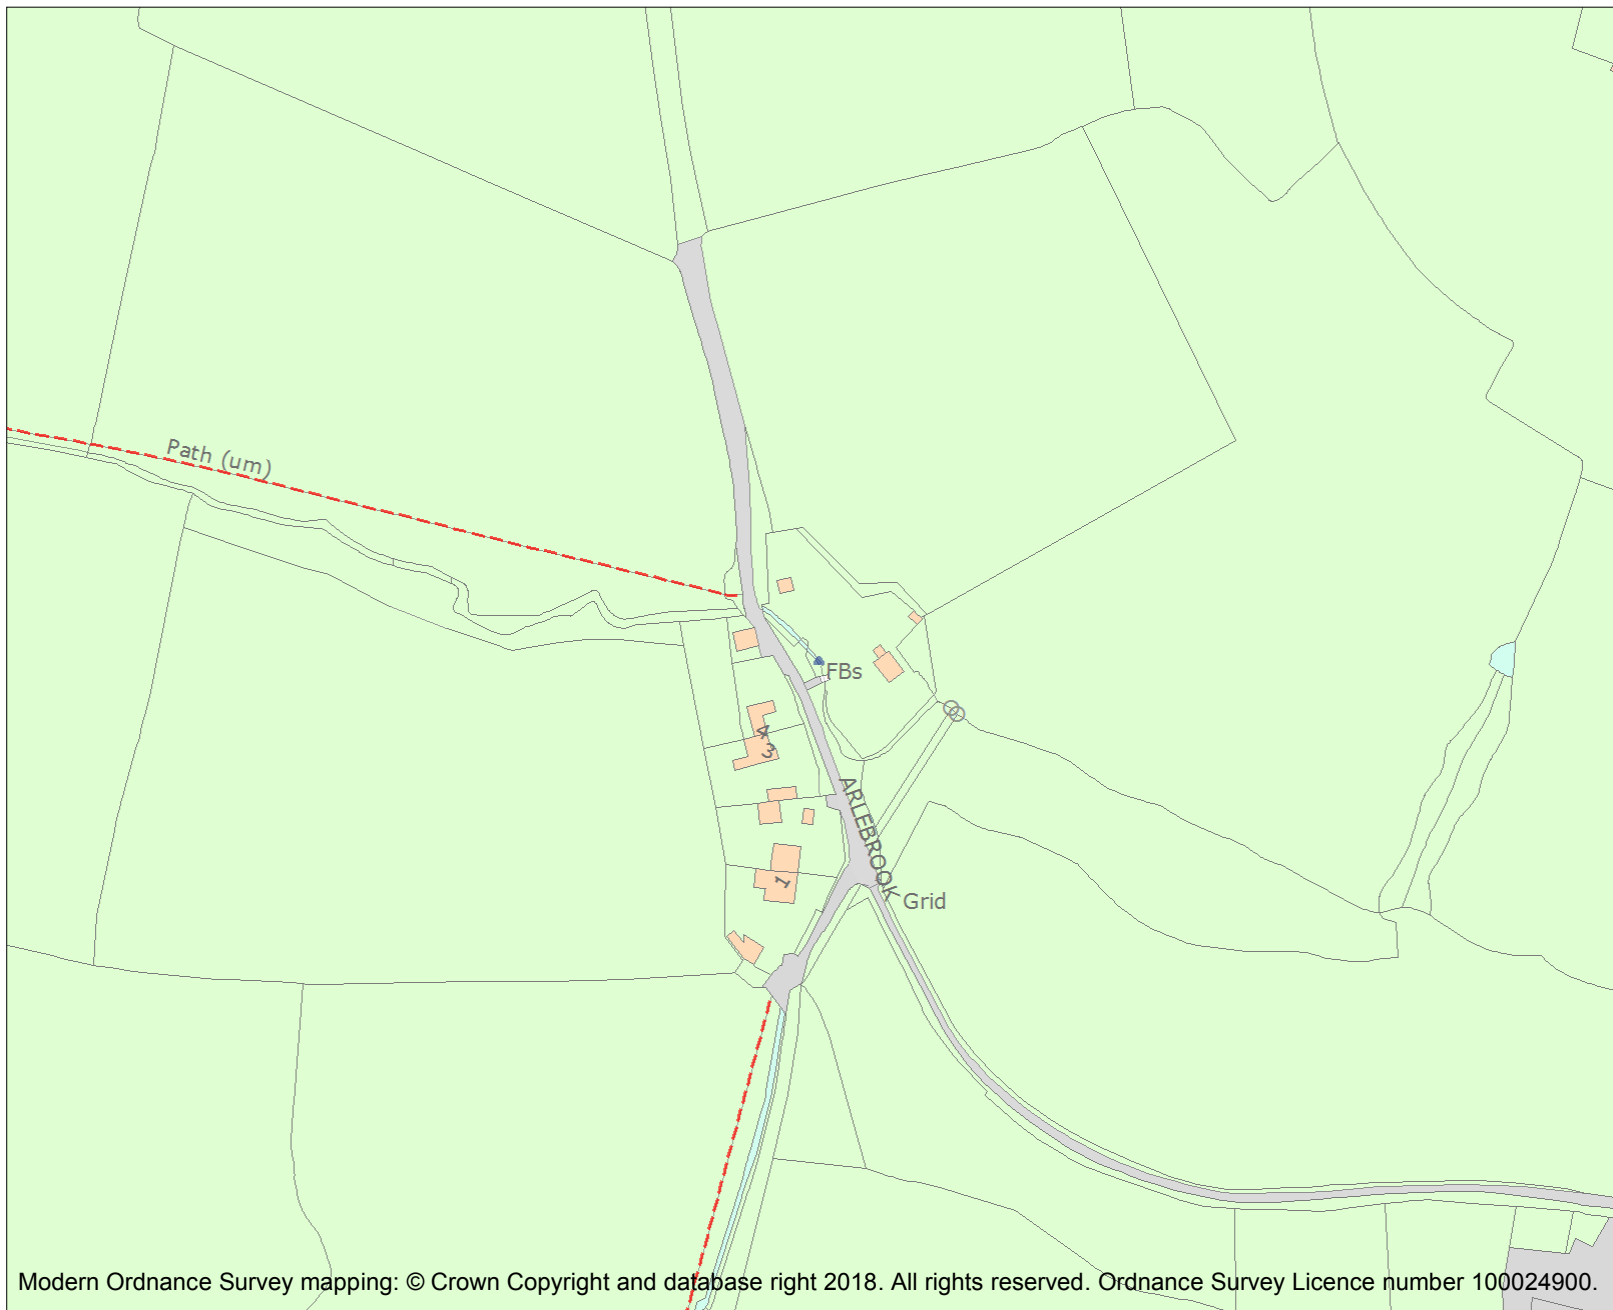 Path (um)
FBs
4
3
ARLEBROOK
1
Grid
Modern Ordnance Survey mapping: © Crown Copyright and database right 2018. All rights reserved. Ordnance Survey Licence number 100024900.